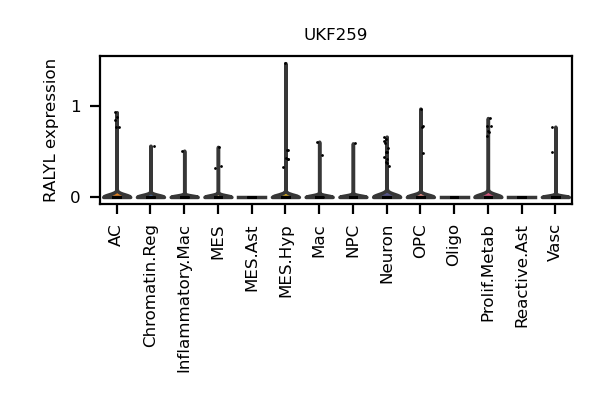 UKF259
RALYL expression
1
0
AC
Chromatin.Reg
Inflammatory.Mac
MES
MES.Ast
MES.Hyp
Mac
NPC
Neuron
OPC
Oligo
Prolif.Metab
Reactive.Ast
Vasc